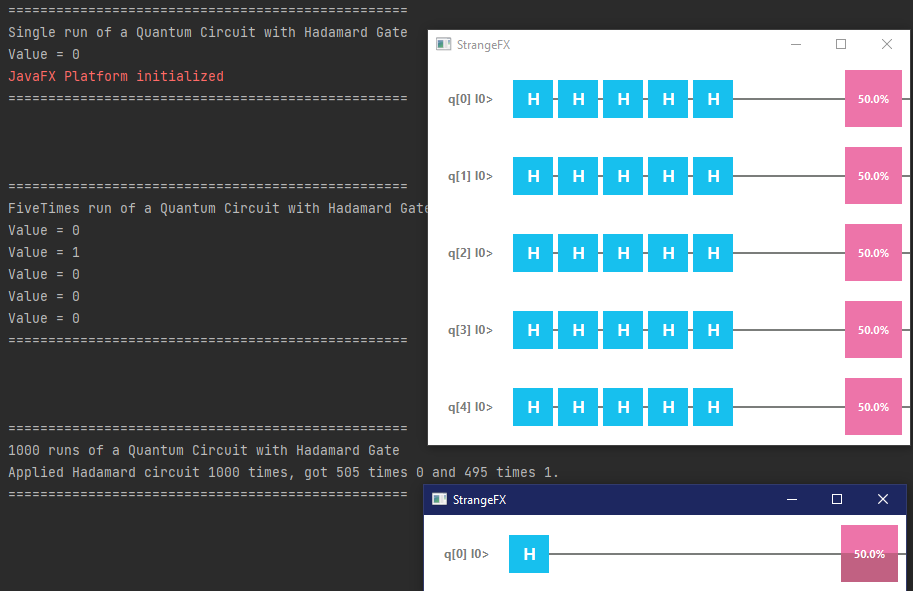 ==================================================
Single run of a Quantum Circuit with Hadamard Gate
Value = 0
JavaFX Platform initialized
==================================================
==================================================
FiveTimes run of a Quantum Circuit with Hadamard Gate
Value = 0
Value = 1
Value = 0
Value = 0
Value = 0
==================================================
==================================================
1000 runs of a Quantum Circuit with Hadamard Gate
Applied Hadamard circuit 1000 times, got 505 times 0 and 495 times 1.
==================================================
StrangeFX
q[0] I0> H H H H H 50.0%
q[1] I0> H H H H H 50.0%
q[2] I0> H H H H H 50.0%
q[3] I0> H H H H H 50.0%
q[4] I0> H H H H H 50.0%
StrangeFX
q[0] I0> H 50.0%